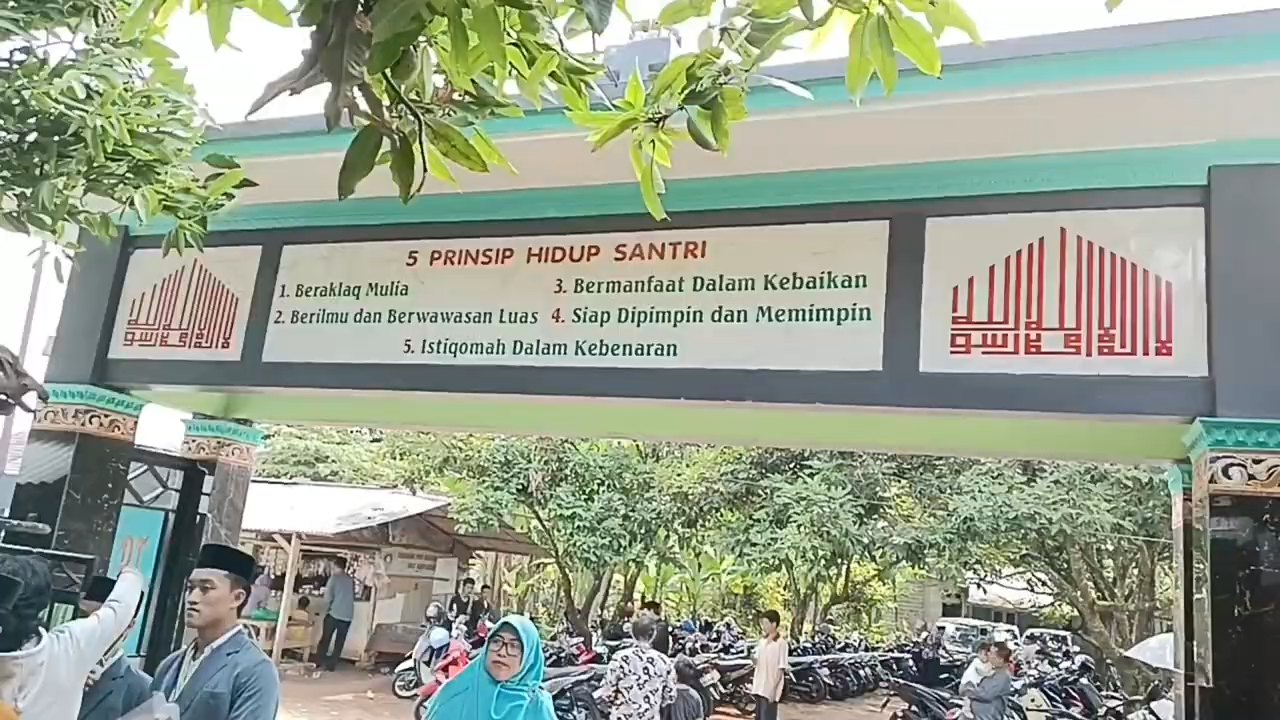 5 PRINSIP HIDUP SANTRI
1. Beraklaq Mulia
2. Berilmu dan Berwawasan Luas
3. Bermanfaat Dalam Kebaikan
4. Siap Dipimpin dan Memimpin
5. Istiqomah Dalam Kebenaran